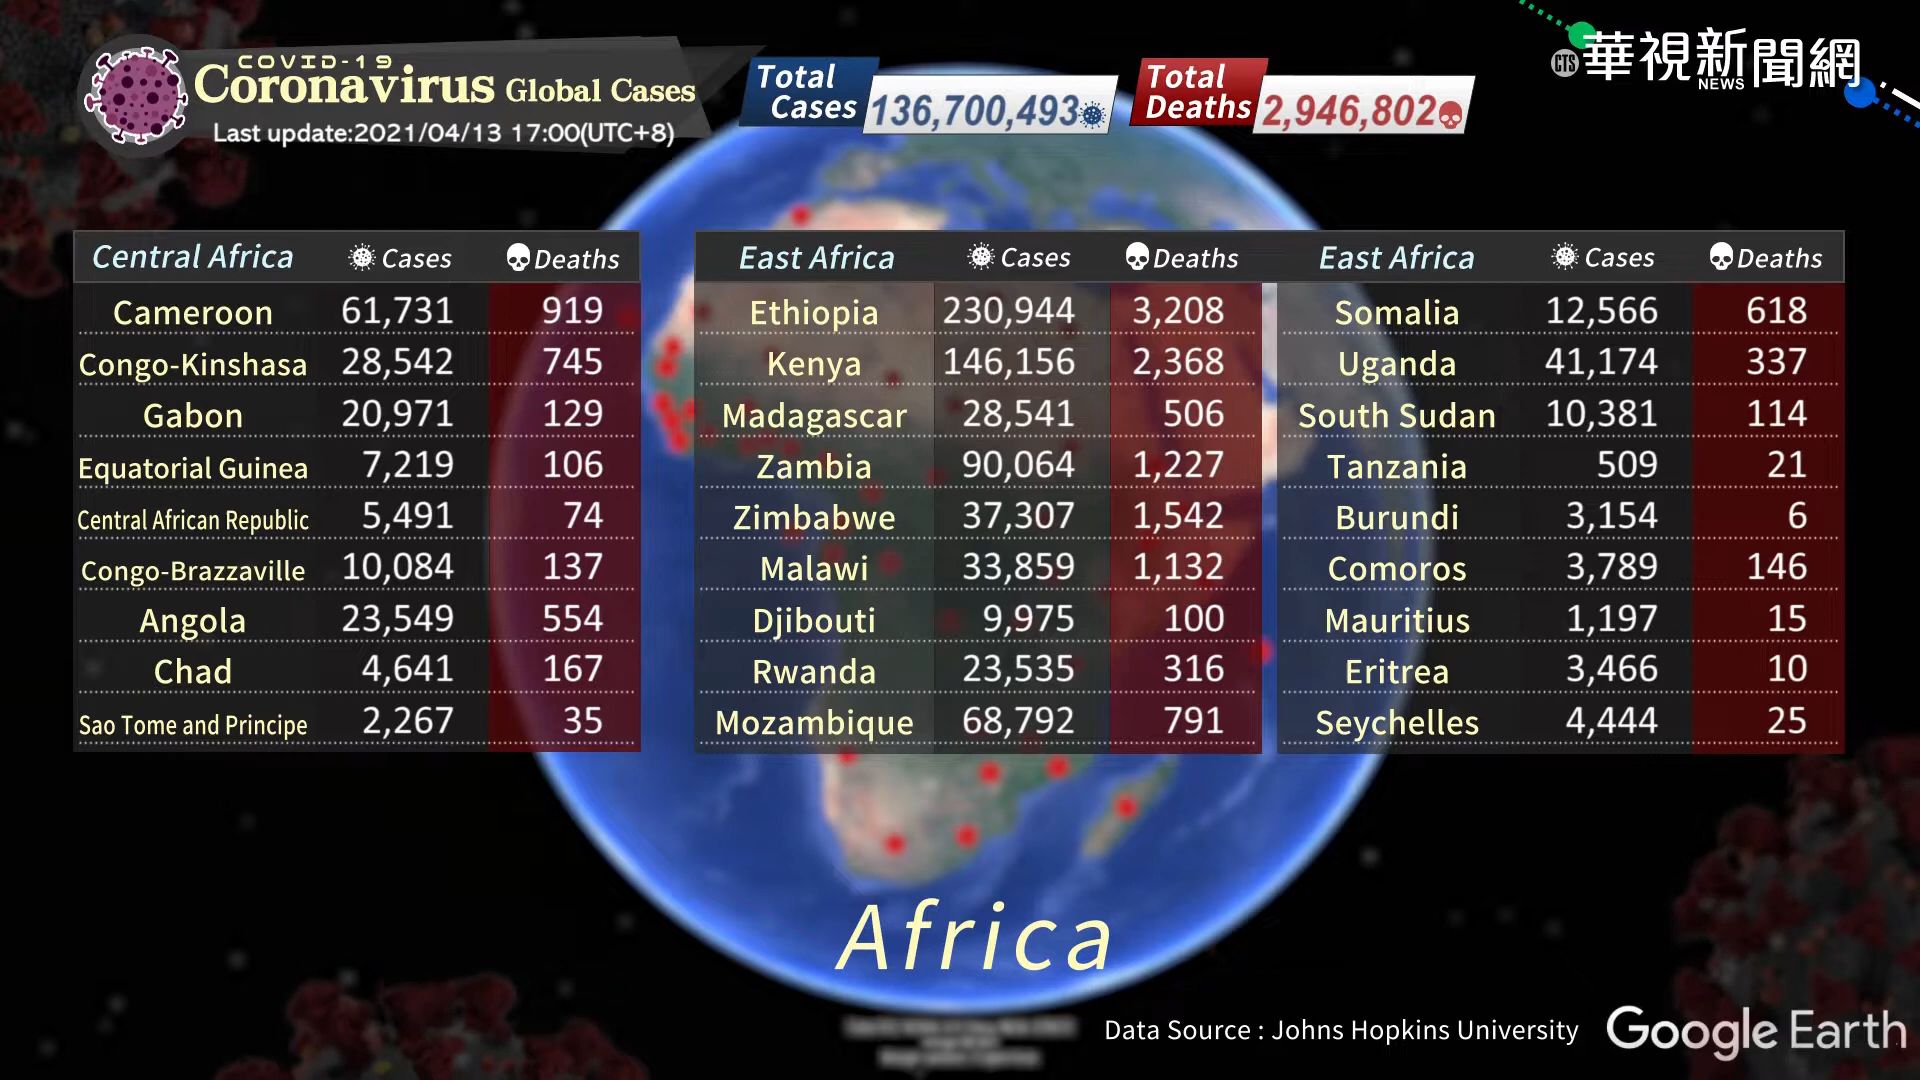 COVID-19
Coronavirus Global Cases
Last update:2021/04/13 17:00(UTC+8)
Total Cases 136,700,493
Total Deaths 2,946,802
CTS 華視新聞網
NEWS
Central Africa Cases Deaths
Cameroon 61,731 919
Congo-Kinshasa 28,542 745
Gabon 20,971 129
Equatorial Guinea 7,219 106
Central African Republic 5,491 74
Congo-Brazzaville 10,084 137
Angola 23,549 554
Chad 4,641 167
Sao Tome and Principe 2,267 35
East Africa Cases Deaths
Ethiopia 230,944 3,208
Kenya 146,156 2,368
Madagascar 28,541 506
Zambia 90,064 1,227
Zimbabwe 37,307 1,542
Malawi 33,859 1,132
Djibouti 9,975 100
Rwanda 23,535 316
Mozambique 68,792 791
East Africa Cases Deaths
Somalia 12,566 618
Uganda 41,174 337
South Sudan 10,381 114
Tanzania 509 21
Burundi 3,154 6
Comoros 3,789 146
Mauritius 1,197 15
Eritrea 3,466 10
Seychelles 4,444 25
Africa
Data Source : Johns Hopkins University
Google Earth